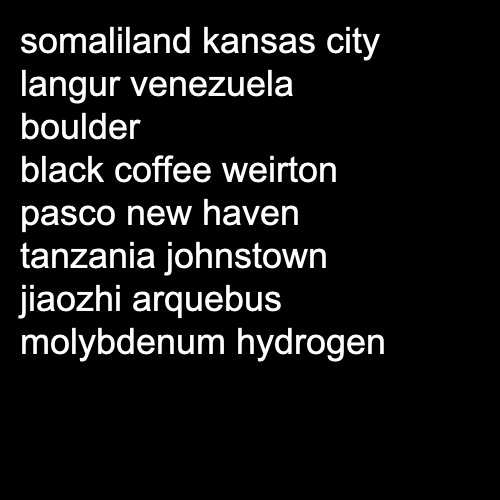 somaliland kansas city
langur venezuela
boulder
black coffee weirton
pasco new haven
tanzania johnstown
jiaozhi arquebus
molybdenum hydrogen